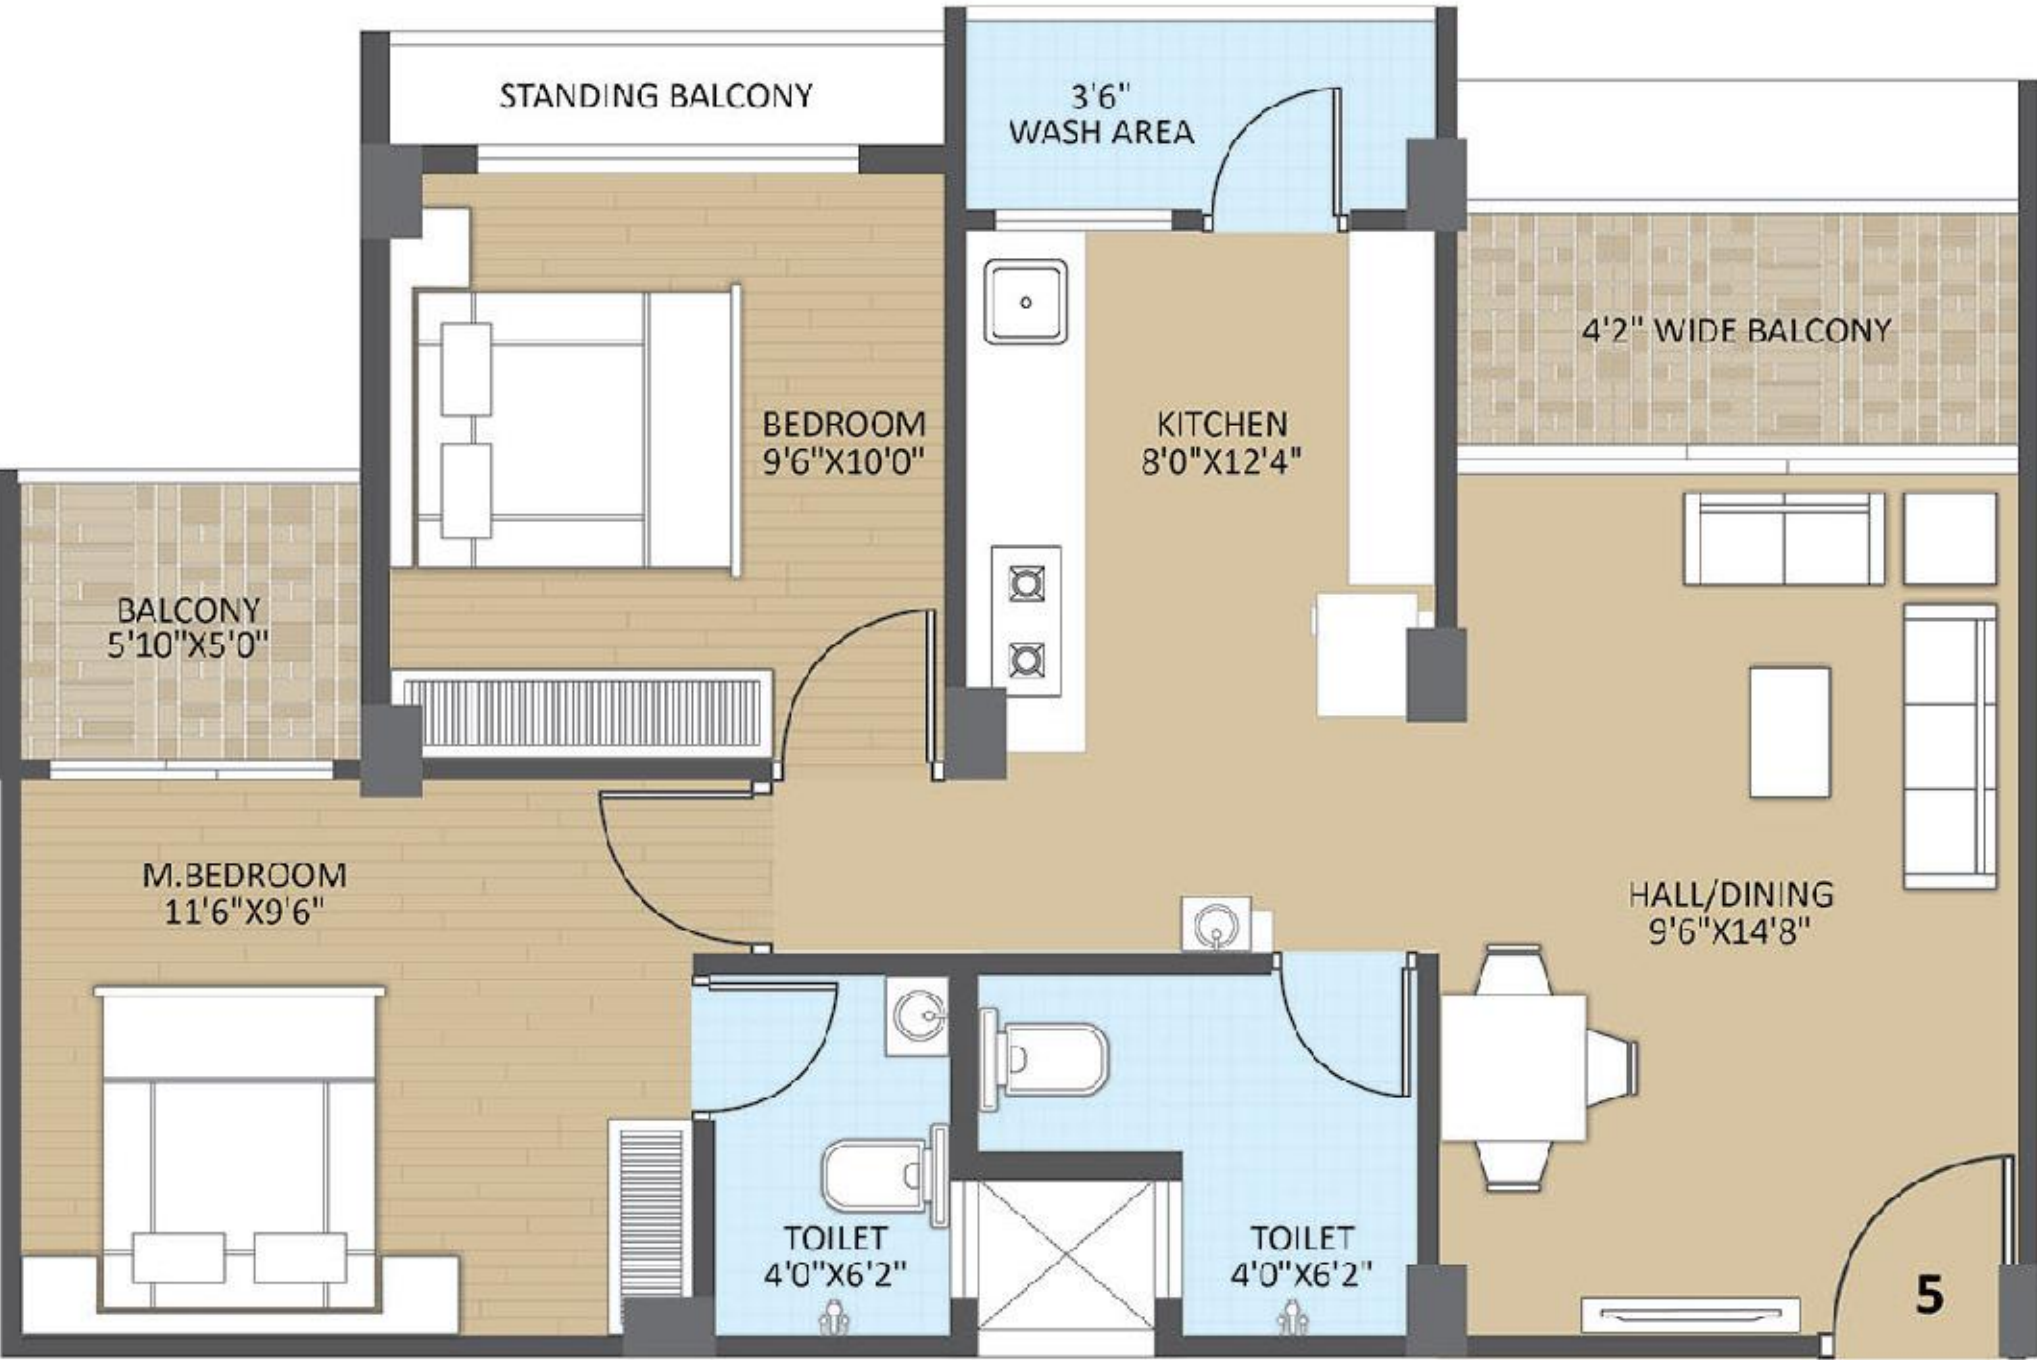 STANDING BALCONY
3'6"
WASH AREA
4'2" WIDE BALCONY
BEDROOM
9'6"X10'0"
KITCHEN
8'0"X12'4"
BALCONY
5'10"X5'0"
M.BEDROOM
11'6"X9'6"
HALL/DINING
9'6"X14'8"
TOILET
4'0"X6'2"
TOILET
4'0"X6'2"
5